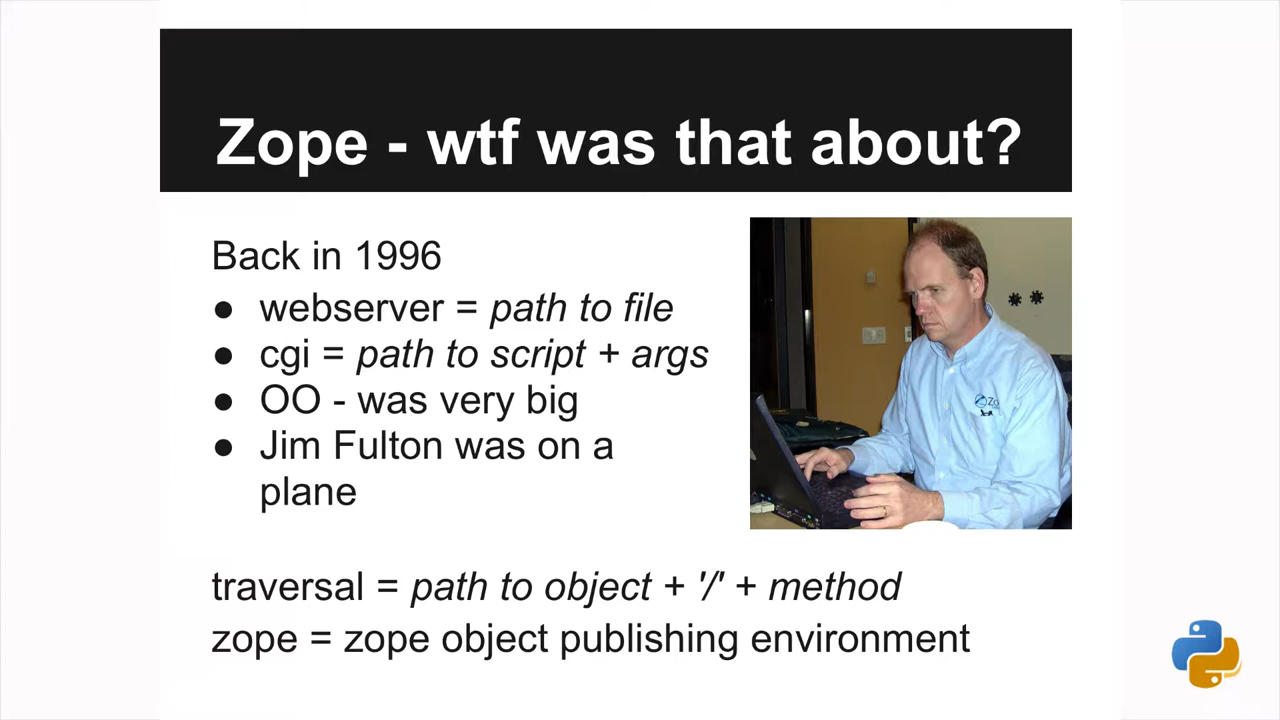 Zope - wtf was that about?
Back in 1996
● webserver = path to file
● cgi = path to script + args
● OO - was very big
● Jim Fulton was on a
plane
traversal = path to object + '/' + method
zope = zope object publishing environment